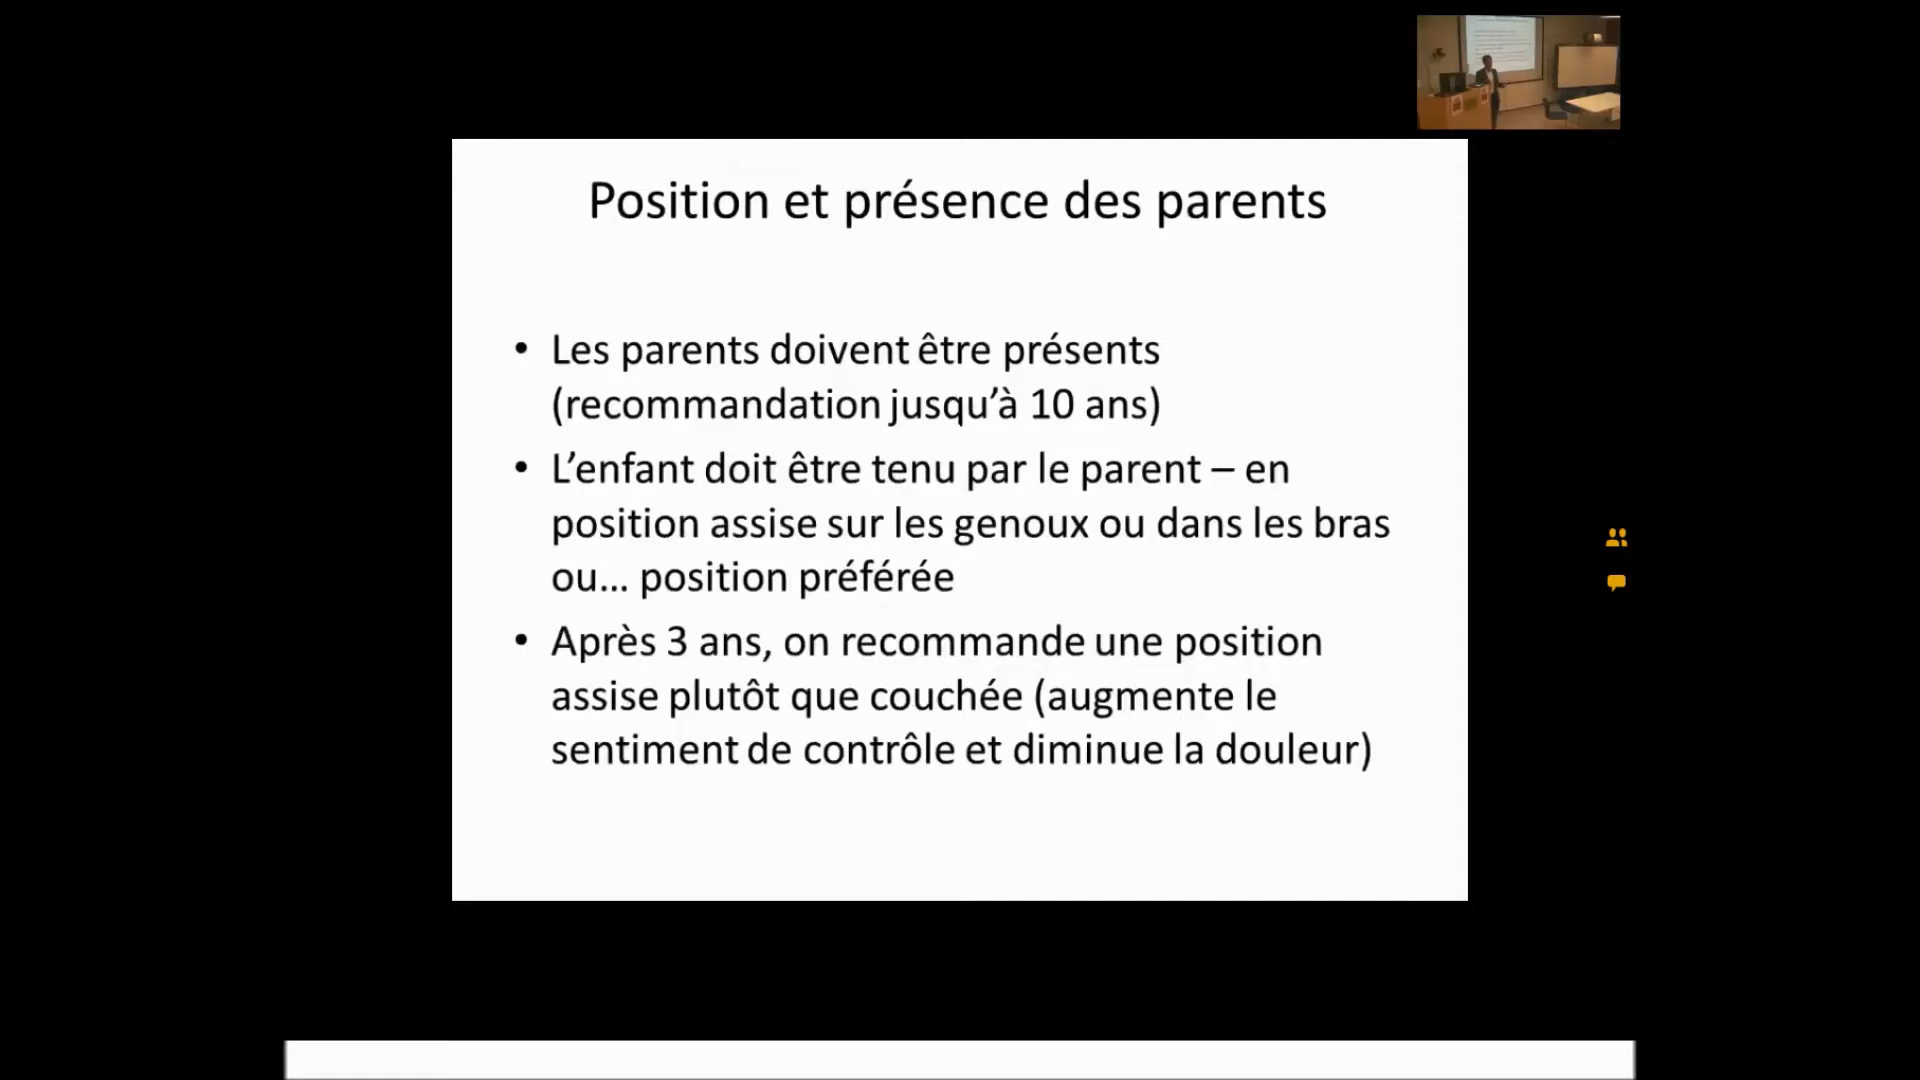 Position et présence des parents
• Les parents doivent être présents
(recommandation jusqu’à 10 ans)
• L’enfant doit être tenu par le parent – en
position assise sur les genoux ou dans les bras
ou... position préférée
• Après 3 ans, on recommande une position
assise plutôt que couchée (augmente le
sentiment de contrôle et diminue la douleur)